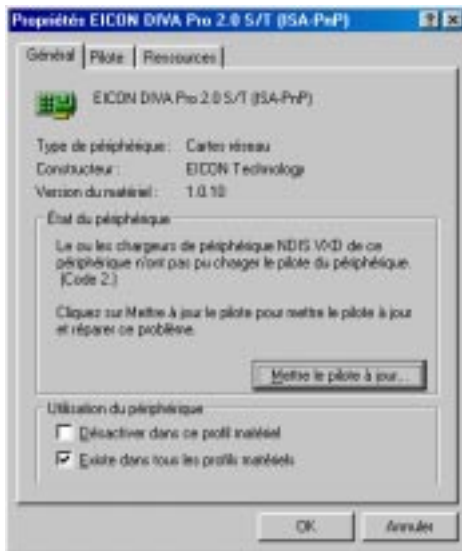 Propriétés EICON DIVA Pro 2.0 S/T (ISA-PnP)
Général Pilote Ressources
EICON DIVA Pro 2.0 S/T (ISA-PnP)
Type de périphérique : Cartes réseau
Constructeur : EICON Technology
Version du matériel : 1.0.10
État du périphérique
Le ou les chargeurs de périphérique NDIS VXD de ce
périphérique n'ont pas pu charger le pilote du périphérique.
(Code 2.)
Cliquez sur Mettre à jour le pilote pour mettre le pilote à jour
et réparer ce problème.
Mettre le pilote à jour...
Utilisation du périphérique
Désactiver dans ce profil matériel
Existe dans tous les profils matériels
OK Annuler